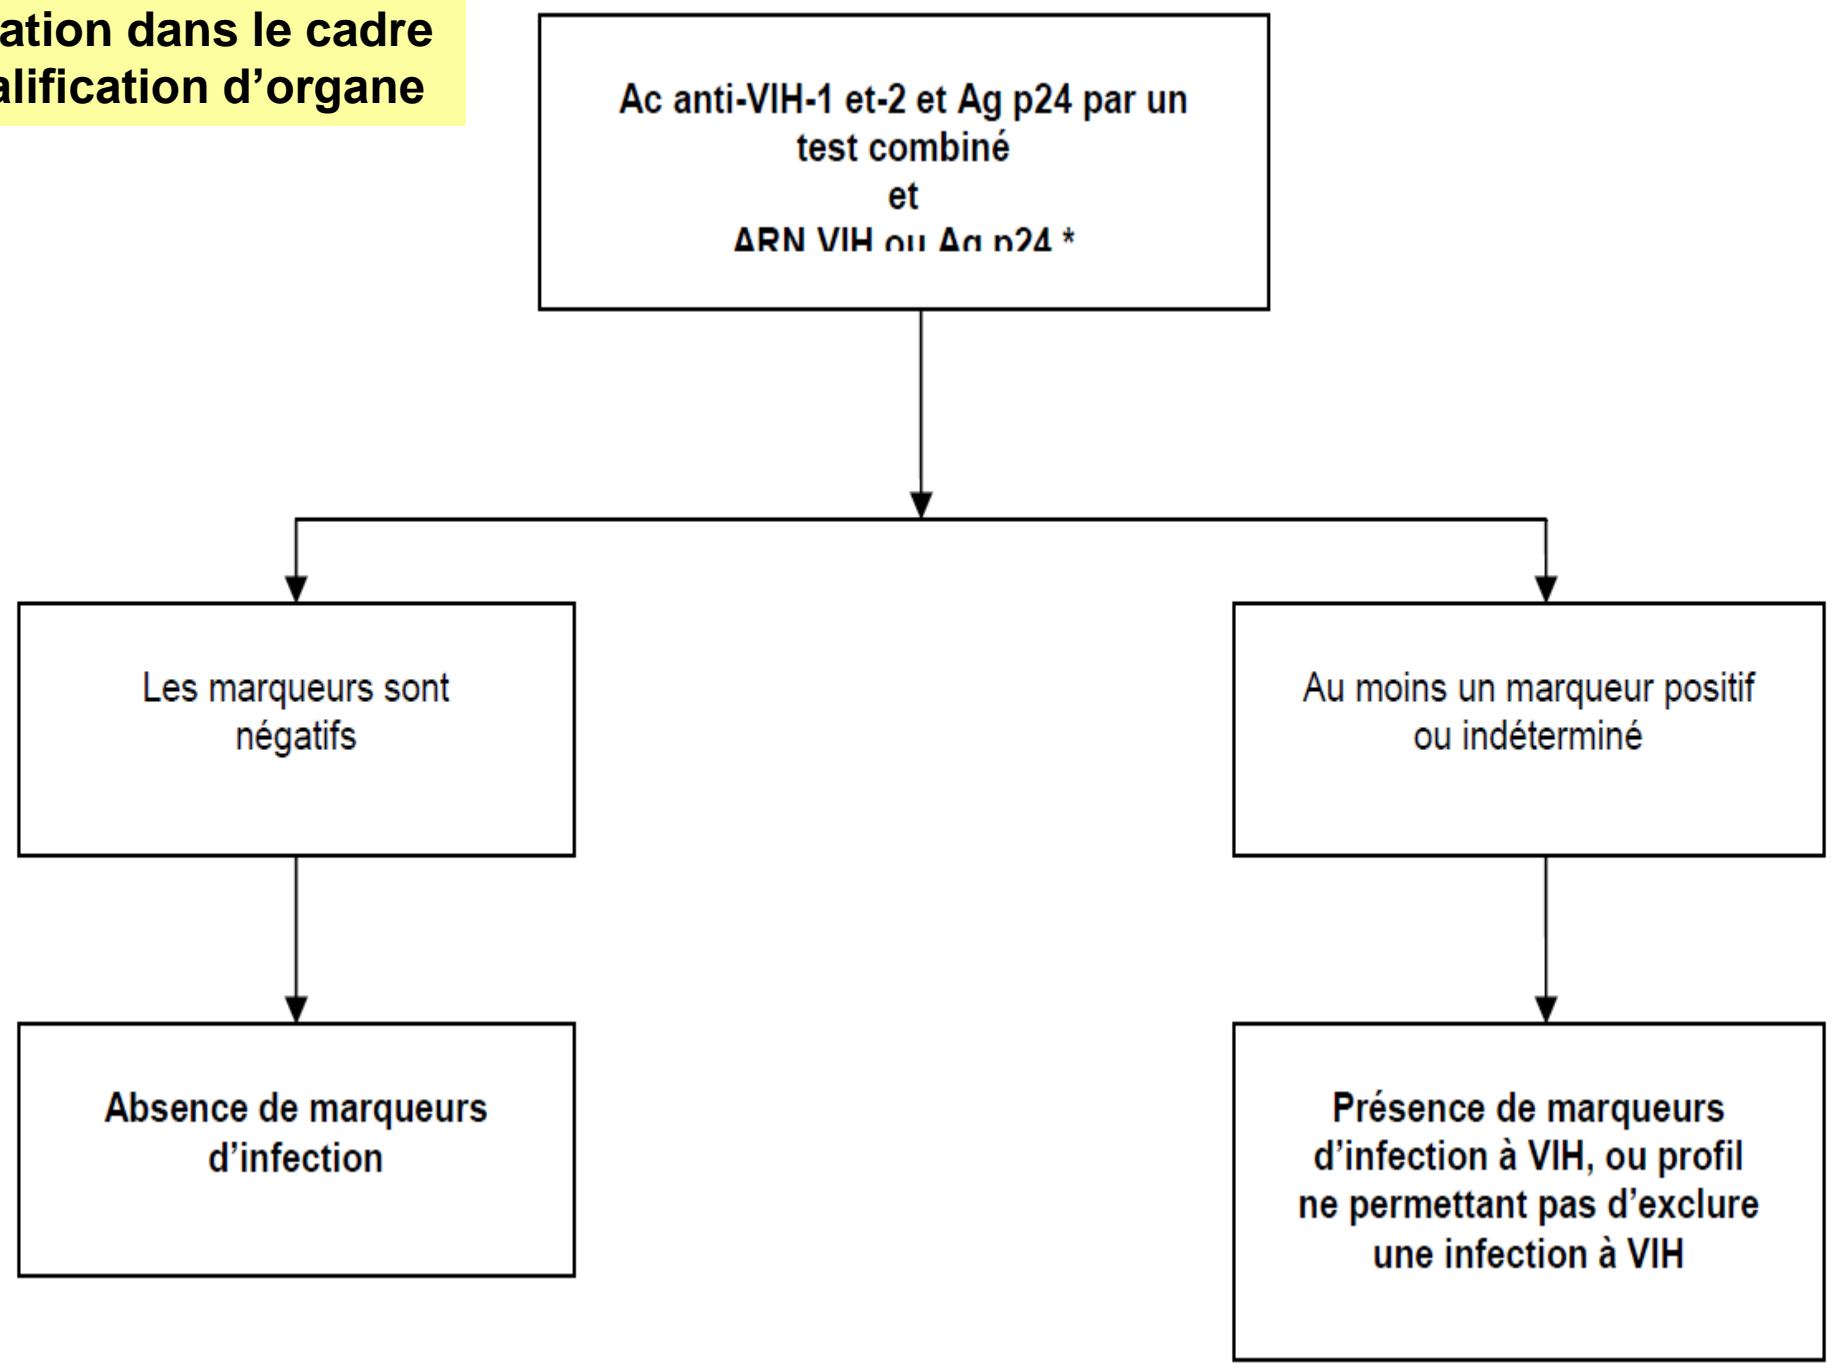 ation dans le cadre
alification d’organe
Ac anti-VIH-1 et-2 et Ag p24 par un
test combiné
et
ARN VIH ou Ag p24 *
Les marqueurs sont
négatifs
Au moins un marqueur positif
ou indéterminé
Absence de marqueurs
d’infection
Présence de marqueurs
d’infection à VIH, ou profil
ne permettant pas d’exclure
une infection à VIH